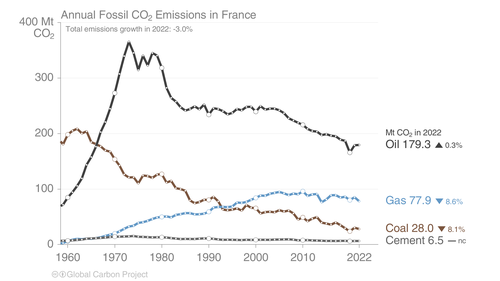 Annual Fossil CO₂ Emissions in France
400 Mt
CO₂
Total emissions growth in 2022: -3.0%
300
200
100
0
1960 1970 1980 1990 2000 2010 2022
Mt CO₂ in 2022
Oil 179.3 ▲ 0.3%
Gas 77.9 ▼ 8.6%
Coal 28.0 ▼ 8.1%
Cement 6.5 — nc
Global Carbon Project